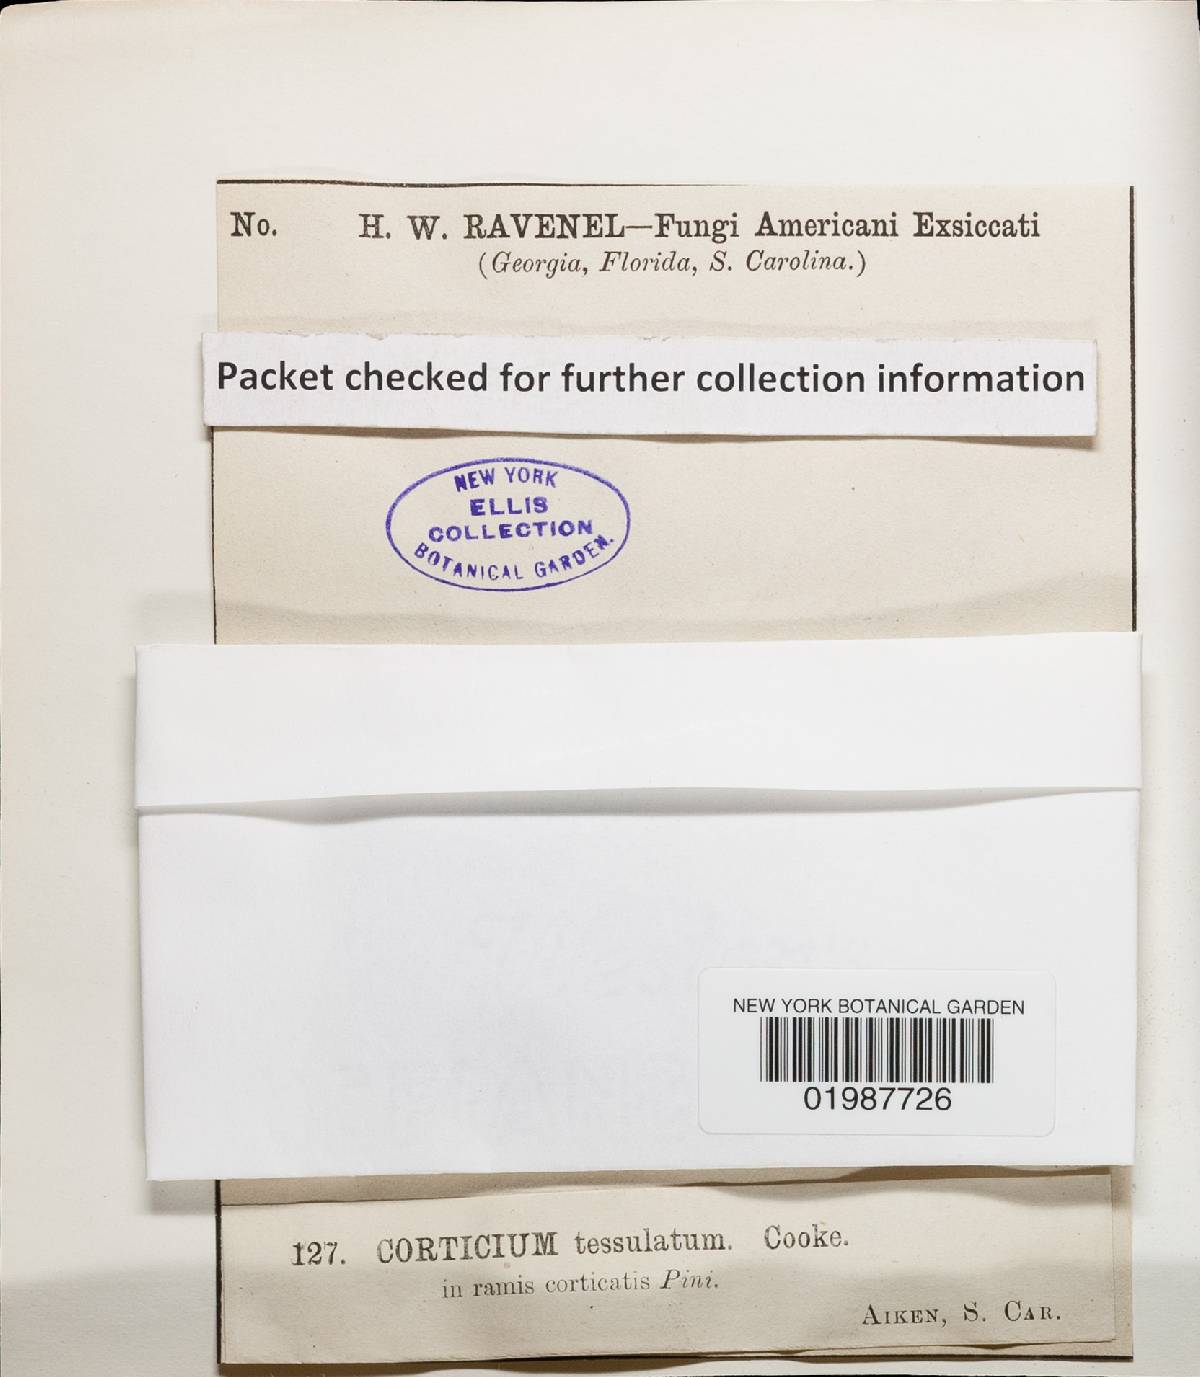 No. H. W. RAVENEL—Fungi Americani Exsiccati
(Georgia, Florida, S. Carolina.)
Packet checked for further collection information
NEW YORK
ELLIS
COLLECTION
BOTANICAL GARDEN.
NEW YORK BOTANICAL GARDEN
01987726
127. CORTICIUM tessulatum. Cooke.
in ramis corticatis Pini.
AIKEN, S. CAR.